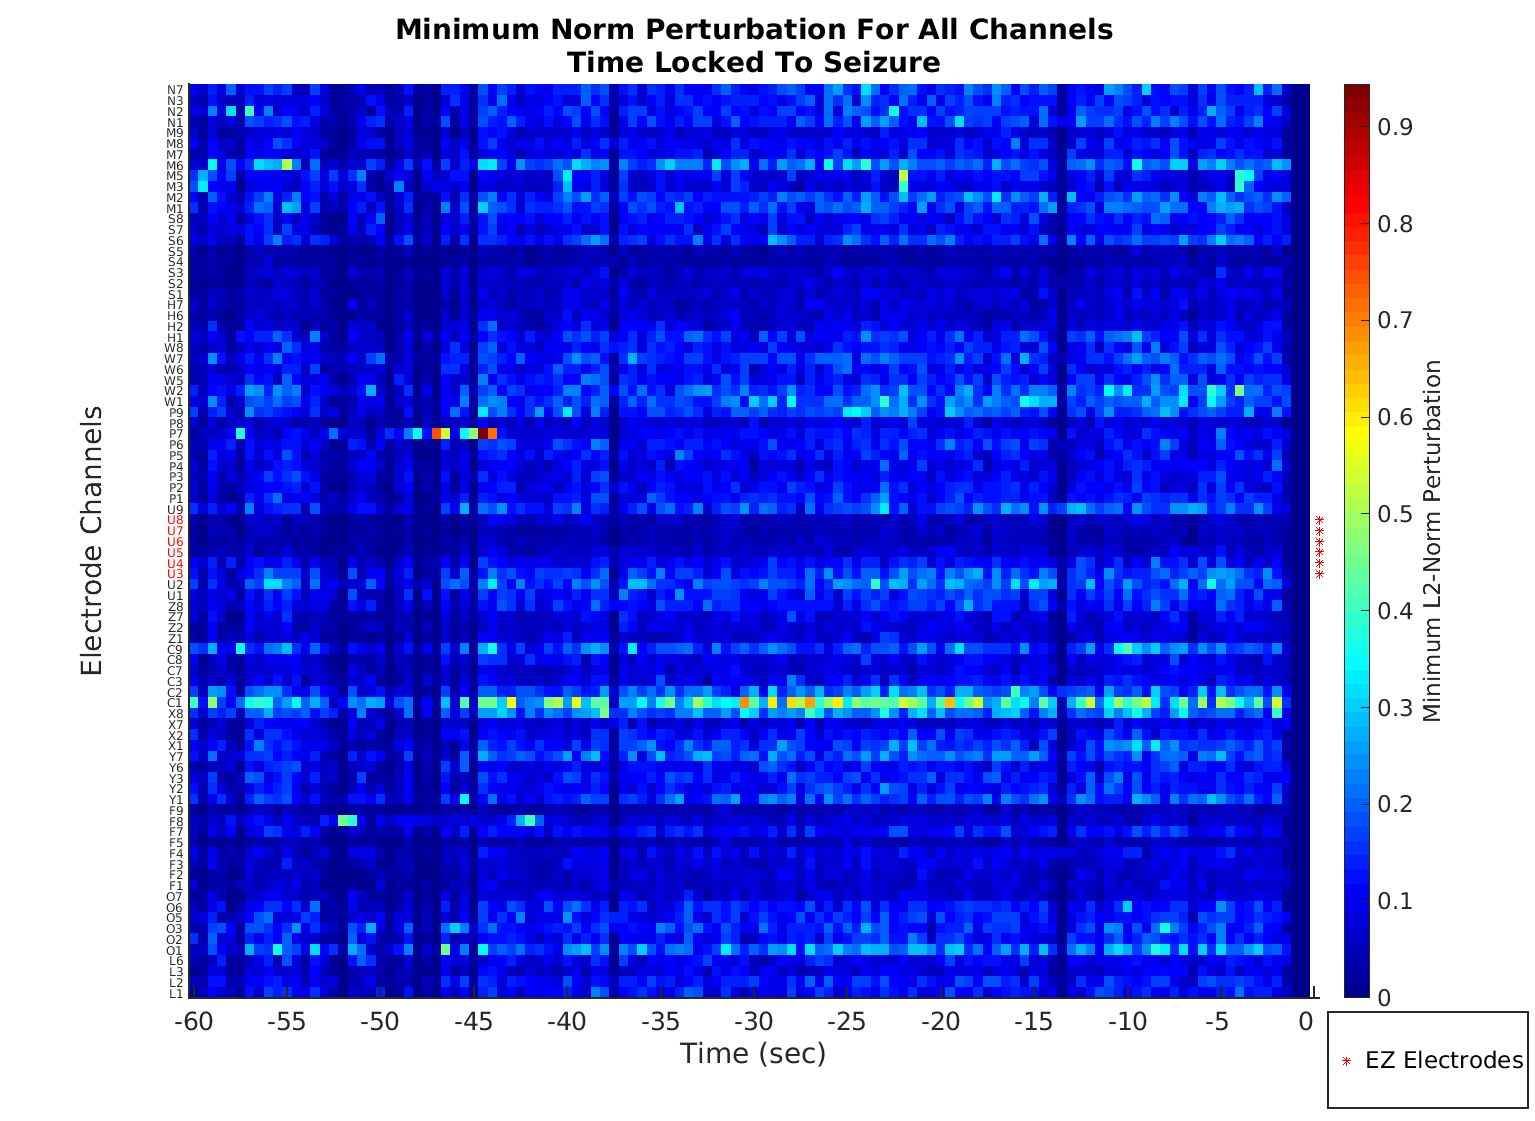 Minimum Norm Perturbation For All Channels
Time Locked To Seizure
Electrode Channels
N7
N3
N2
N1
M9
M8
M7
M6
M5
M3
M2
M1
S8
S7
S6
S5
S4
S3
S2
S1
H7
H6
H2
H1
W8
W7
W6
W5
W2
W1
P9
P8
P7
P6
P5
P4
P3
P2
P1
U9
U8
U7
U6
U5
U4
U3
U2
U1
Z8
Z7
Z2
Z1
C9
C8
C7
C3
C2
C1
X8
X7
X2
X1
Y7
Y6
Y3
Y2
Y1
F9
F8
F7
F5
F4
F3
F2
F1
O7
O6
O5
O3
O2
O1
L6
L3
L2
L1
-60 -55 -50 -45 -40 -35 -30 -25 -20 -15 -10 -5 0
Time (sec)
0.9
0.8
0.7
0.6
0.5
0.4
0.3
0.2
0.1
0
Minimum L2-Norm Perturbation
EZ Electrodes